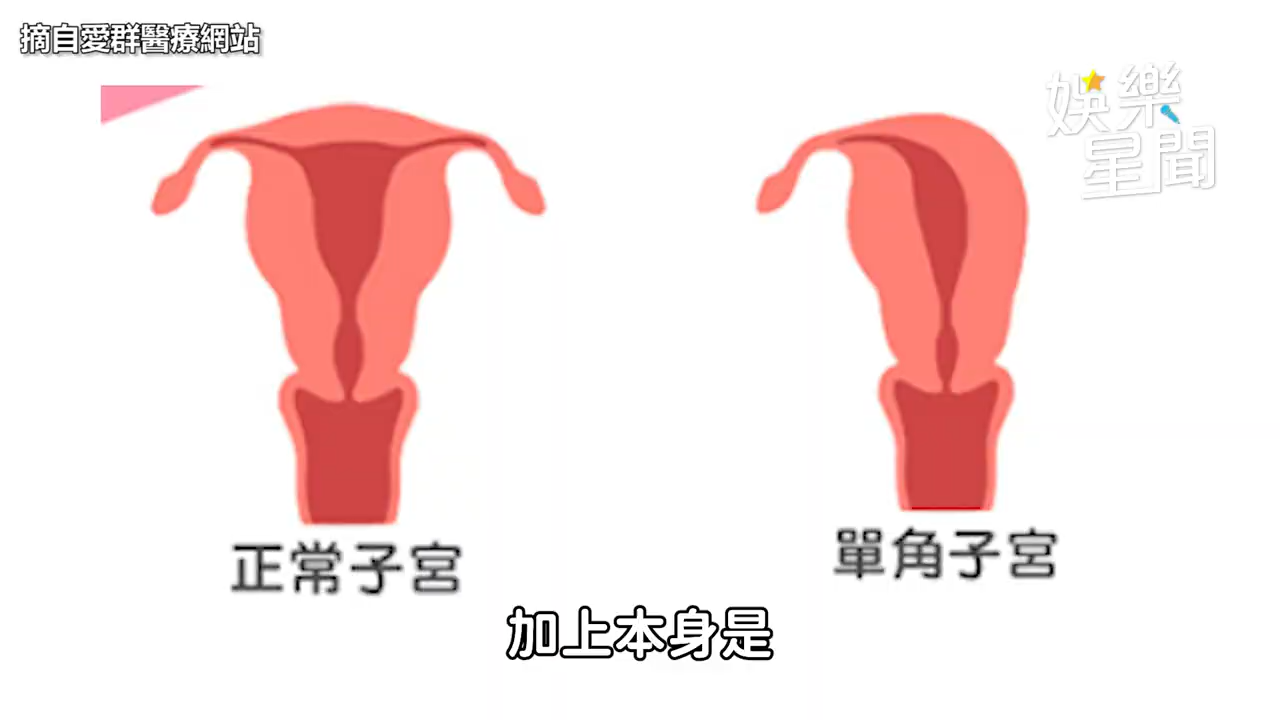 摘自愛群醫療網站
娛樂
星聞
正常子宮
單角子宮
加上本身是